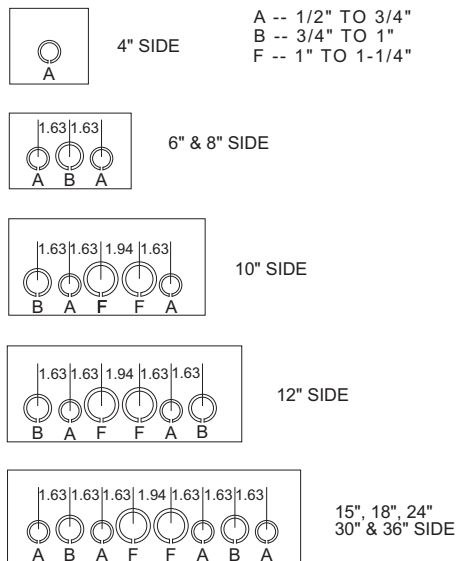 A -- 1/2" TO 3/4"
B -- 3/4" TO 1"
F -- 1" TO 1-1/4"
4" SIDE
A
1.63 1.63
6" & 8" SIDE
A B A
1.63 1.63 1.94 1.63
10" SIDE
B A F F A
1.63 1.63 1.94 1.63 1.63
12" SIDE
B A F F A B
1.63 1.63 1.63 1.94 1.63 1.63 1.63
15", 18", 24"
30" & 36" SIDE
A B A F F A B A